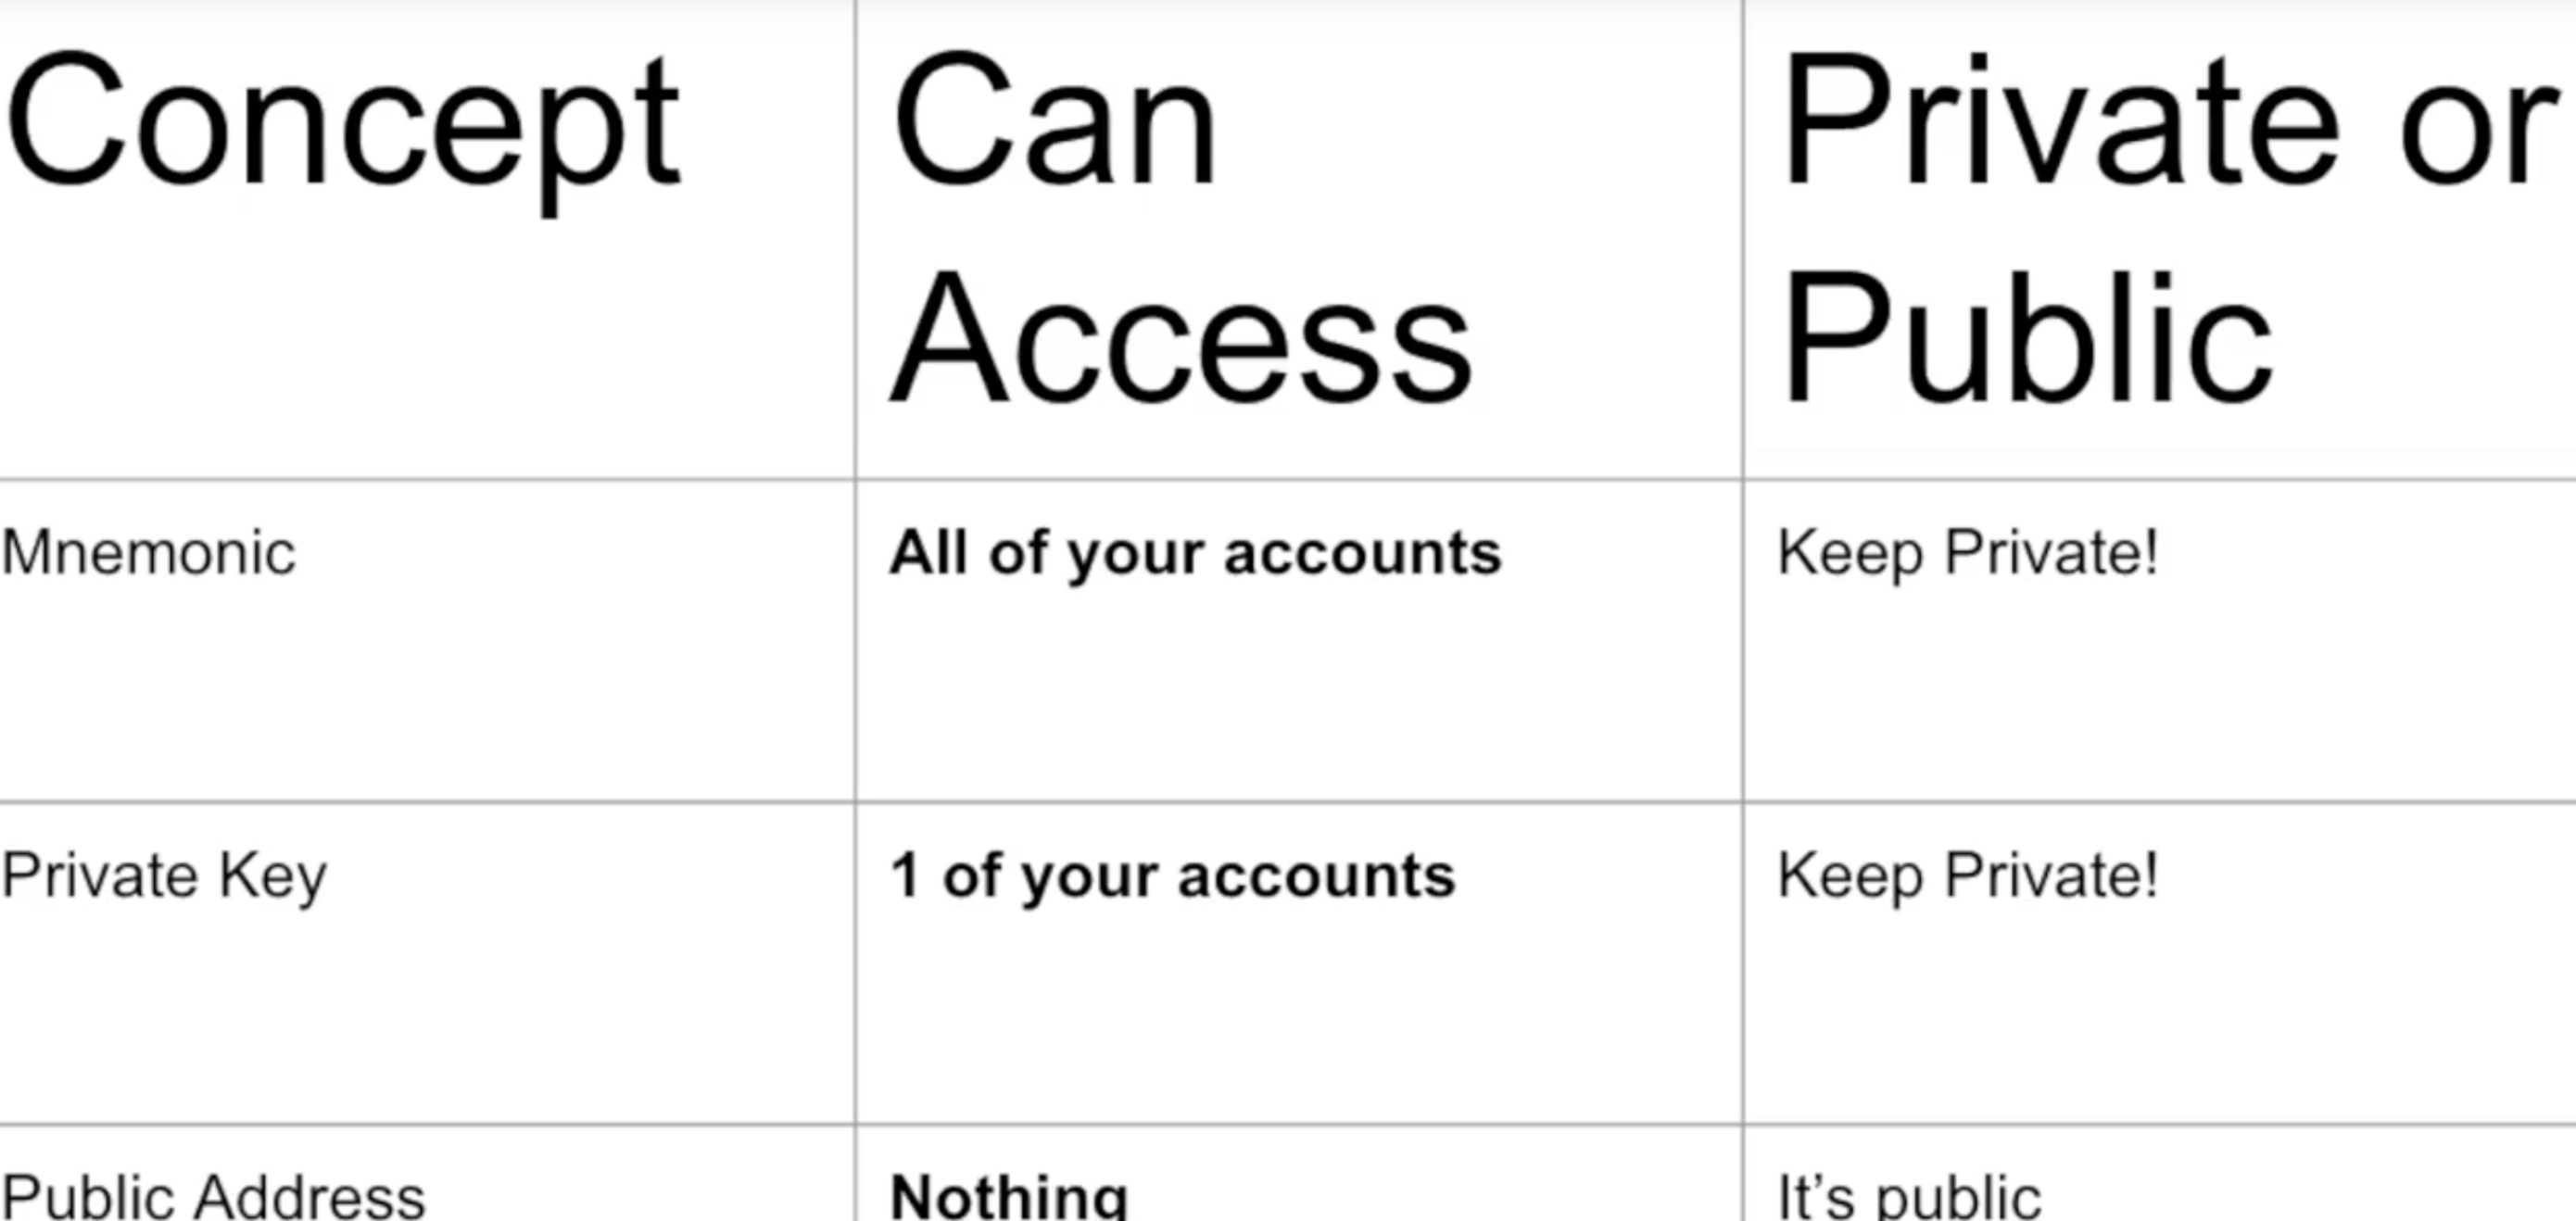 Concept
Can
Access
Private or
Public
Mnemonic
All of your accounts
Keep Private!
Private Key
1 of your accounts
Keep Private!
Public Address
Nothing
It’s public